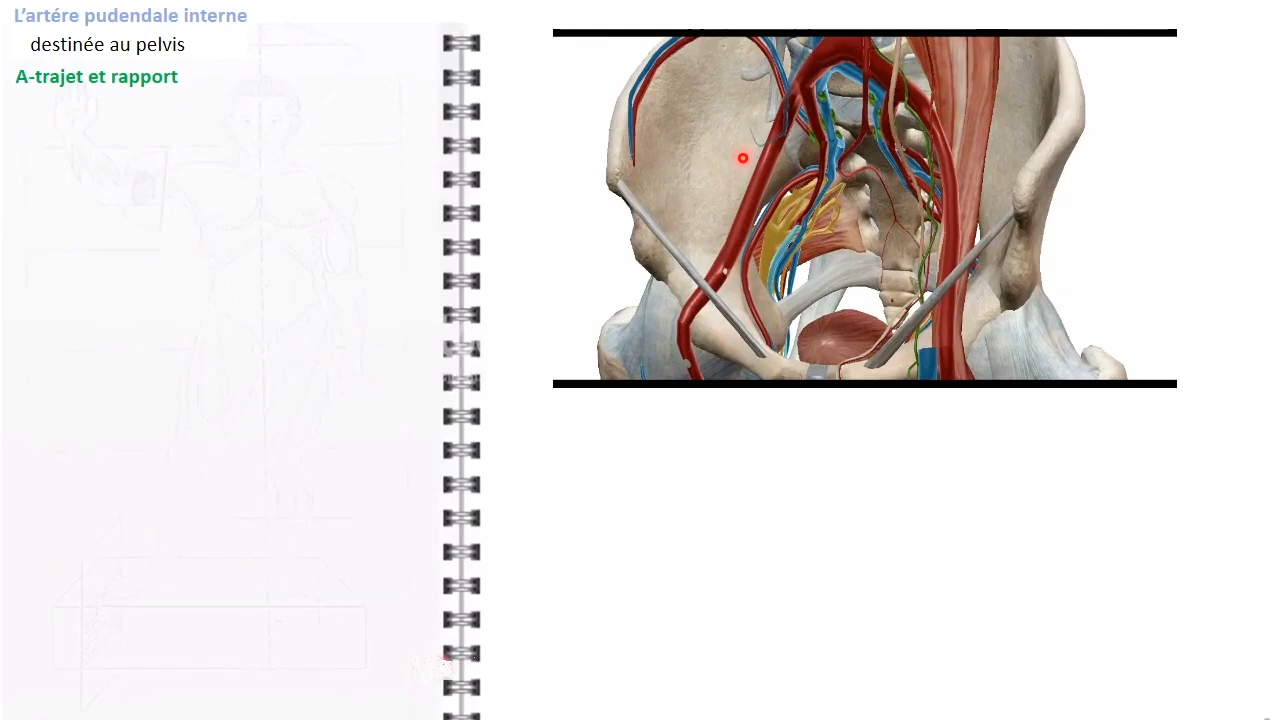 L’artére pudendale interne
destinée au pelvis
A-trajet et rapport